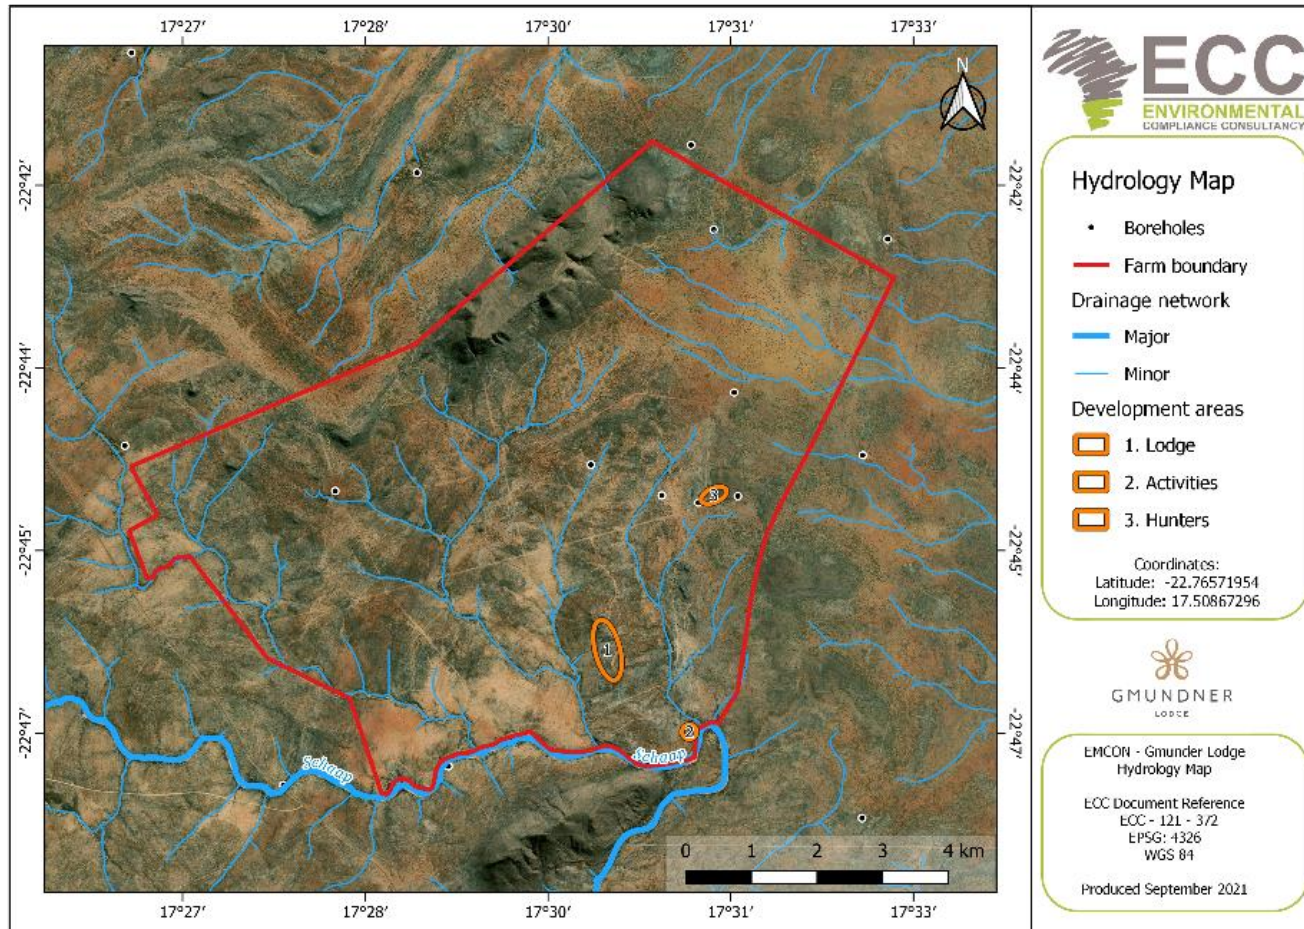 17°27′ 17°28′ 17°30′ 17°31′ 17°33′
N
-22°42′ -22°42′
-22°44′ -22°44′
-22°45′ -22°45′
-22°47′ -22°47′
3
1
2
Schaap
Schaap
0 1 2 3 4 km
17°27′ 17°28′ 17°30′ 17°31′ 17°33′
ECC
ENVIRONMENTAL
COMPLIANCE CONSULTANCY
Hydrology Map
Boreholes
Farm boundary
Drainage network
Major
Minor
Development areas
1. Lodge
2. Activities
3. Hunters
Coordinates:
Latitude: -22.76571954
Longitude: 17.50867296
GMUNDNER
LODGE
EMCON - Gmunder Lodge
Hydrology Map
ECC Document Reference
ECC - 121 - 372
EPSG: 4326
WGS 84
Produced September 2021